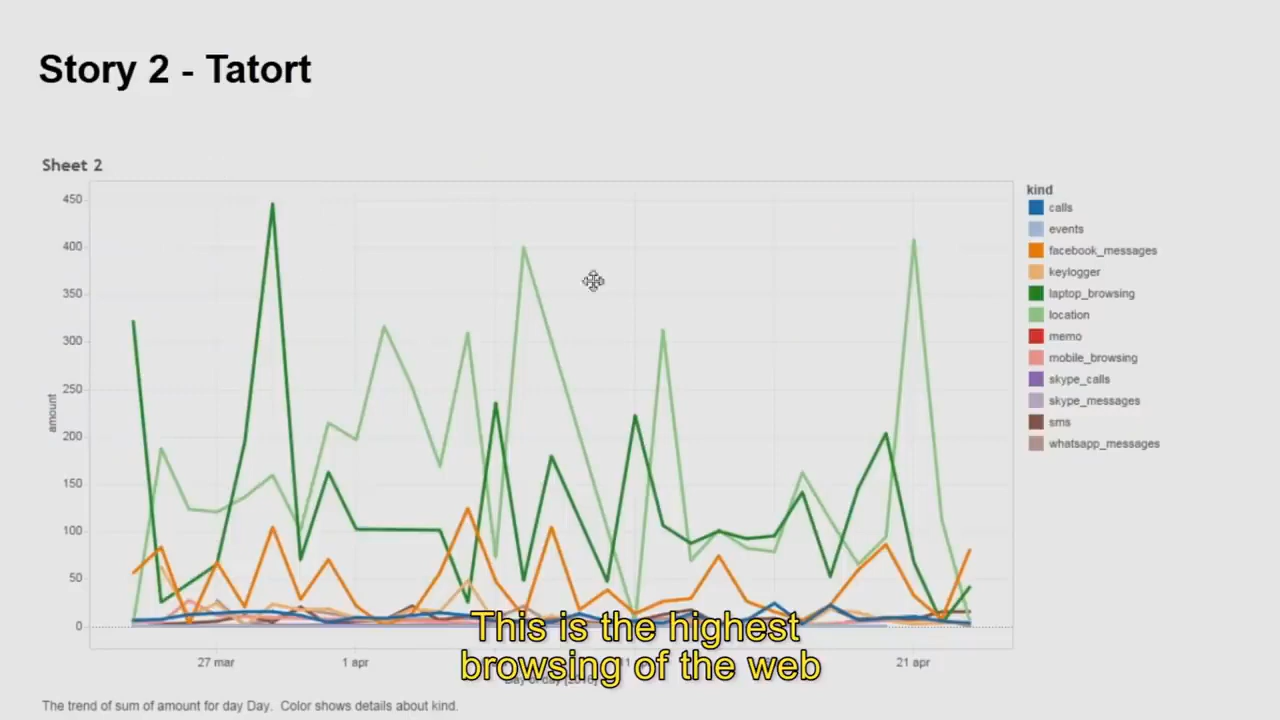 Story 2 - Tatort
Sheet 2
kind
calls
events
facebook_messages
keylogger
laptop_browsing
location
memo
mobile_browsing
skype_calls
skype_messages
sms
whatsapp_messages
450
400
350
300
250
200
150
100
50
0
amount
27 mar
1 apr
21 apr
This is the highest
browsing of the web
The trend of sum of amount for day Day. Color shows details about kind.